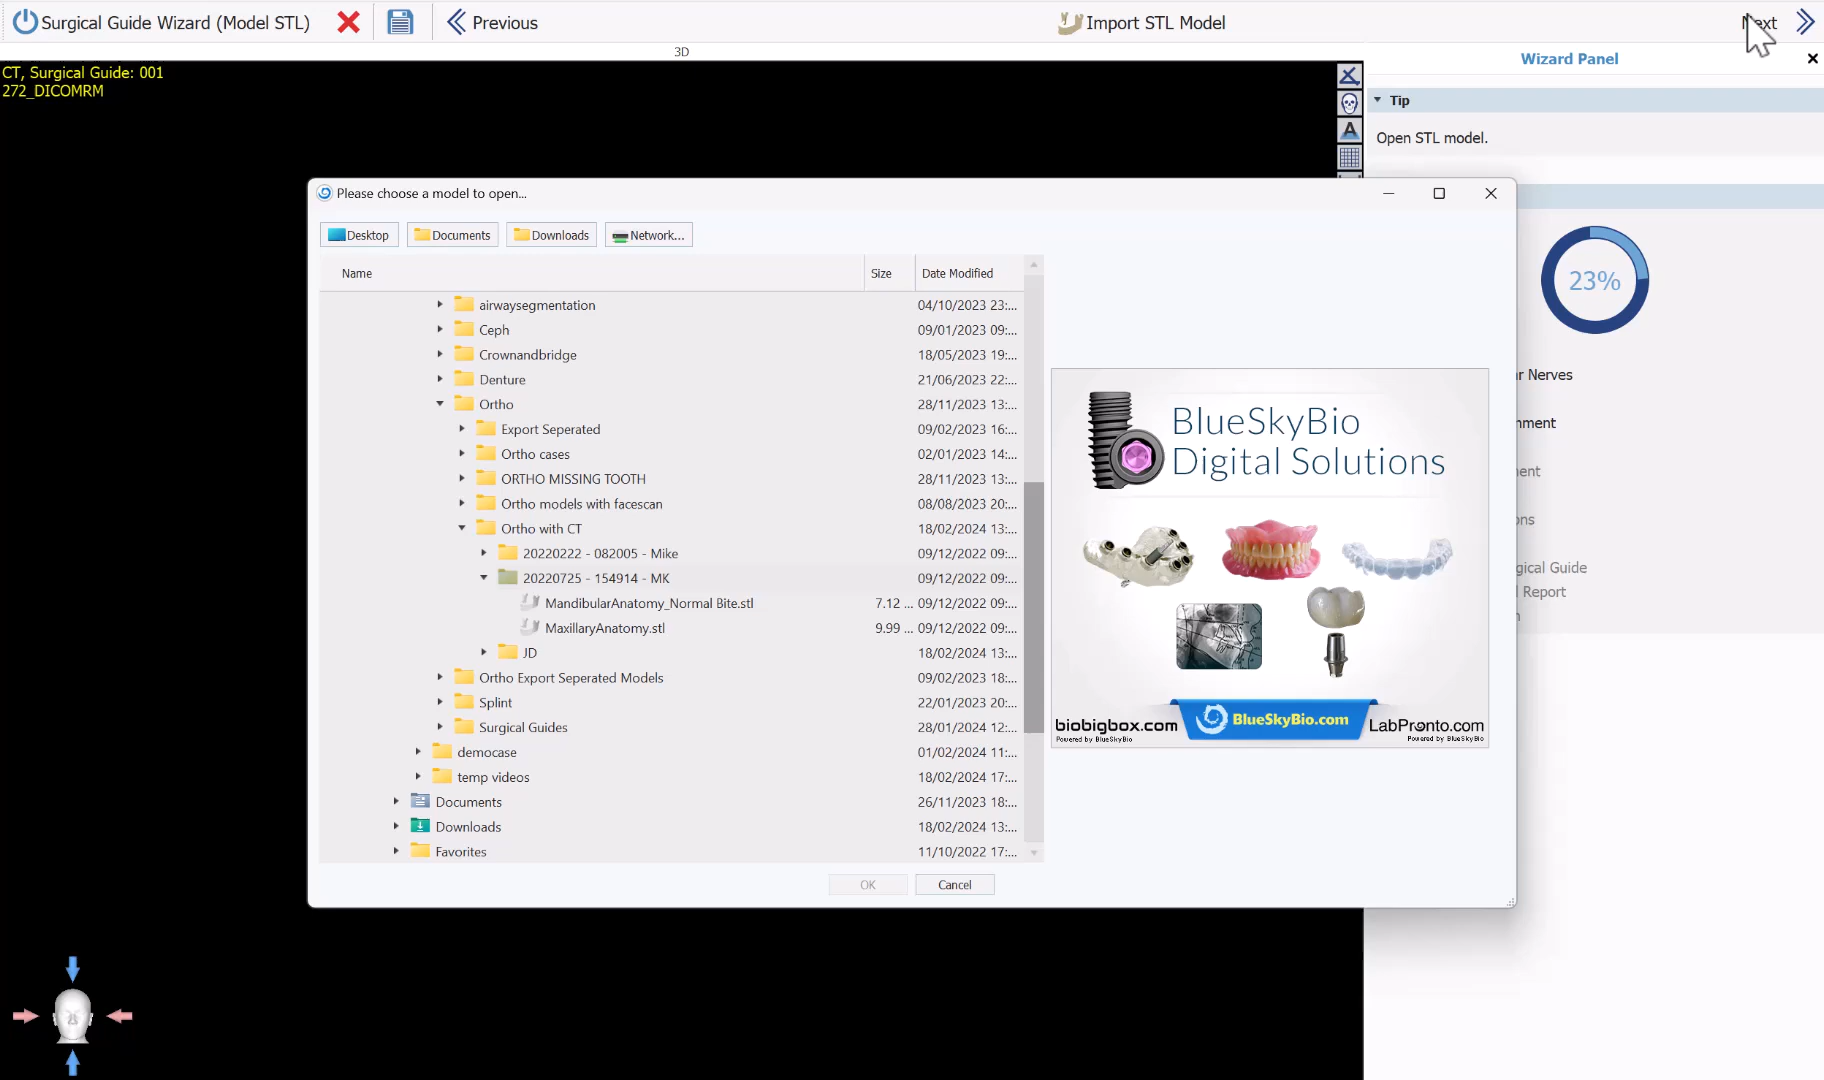 Surgical Guide Wizard (Model STL)
Previous
Import STL Model
Next
3D
Wizard Panel
CT, Surgical Guide: 001
272_DICOMRM
Tip
Open STL model.
Please choose a model to open...
Desktop
Documents
Downloads
Network...
Name
Size
Date Modified
airwaysegmentation 04/10/2023 23:...
Ceph 09/01/2023 09:...
Crownandbridge 18/05/2023 19:...
Denture 21/06/2023 22:...
Ortho 28/11/2023 13:...
Export Seperated 09/02/2023 16:...
Ortho cases 02/01/2023 14:...
ORTHO MISSING TOOTH 28/11/2023 13:...
Ortho models with facescan 08/08/2023 20:...
Ortho with CT 18/02/2024 13:...
20220222 - 082005 - Mike 09/12/2022 09:...
20220725 - 154914 - MK 09/12/2022 09:...
MandibularAnatomy_Normal Bite.stl 7.12 ... 09/12/2022 09:...
MaxillaryAnatomy.stl 9.99 ... 09/12/2022 09:...
JD 18/02/2024 13:...
Ortho Export Seperated Models 09/02/2023 18:...
Splint 22/01/2023 20:...
Surgical Guides 28/01/2024 12:...
democase 01/02/2024 11:...
temp videos 18/02/2024 17:...
Documents 26/11/2023 18:...
Downloads 18/02/2024 13:...
Favorites 11/10/2022 17:...
OK
Cancel
BlueSkyBio
Digital Solutions
biobigbox.com
Powered by BlueSkyBio
BlueSkyBio.com
LabPronto.com
Powered by BlueSkyBio
23%
Nerves
Report
Guide